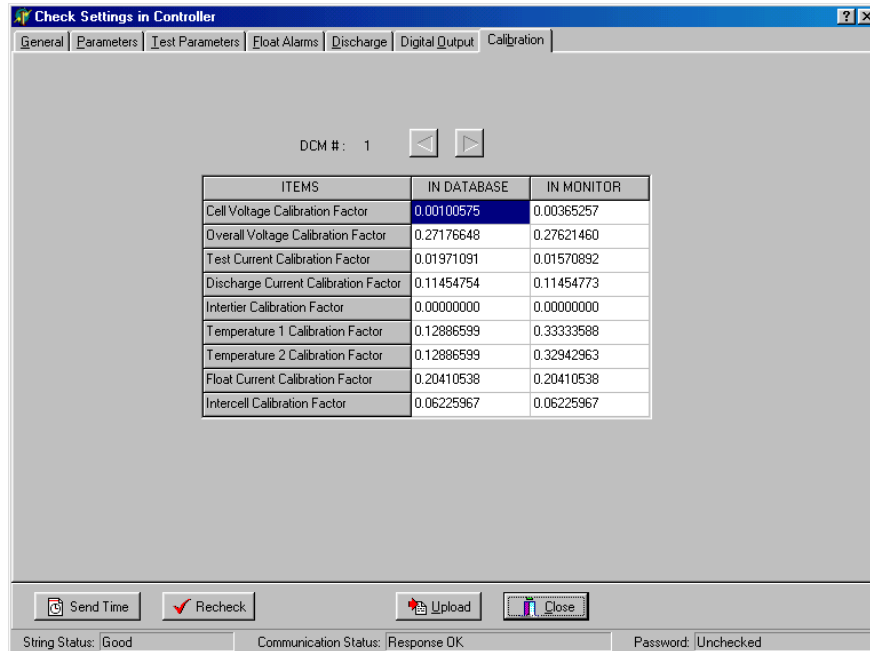 Check Settings in Controller
General Parameters Test Parameters Float Alarms Discharge Digital Output Calibration
DCM # : 1
ITEMS IN DATABASE IN MONITOR
Cell Voltage Calibration Factor 0.00100575 0.00365257
Overall Voltage Calibration Factor 0.27176648 0.27621460
Test Current Calibration Factor 0.01971091 0.01570892
Discharge Current Calibration Factor 0.11454754 0.11454773
Intertier Calibration Factor 0.00000000 0.00000000
Temperature 1 Calibration Factor 0.12886599 0.33333588
Temperature 2 Calibration Factor 0.12886599 0.32942963
Float Current Calibration Factor 0.20410538 0.20410538
Intercell Calibration Factor 0.06225967 0.06225967
Send Time Recheck Upload Close
String Status: Good Communication Status: Response OK Password: Unchecked